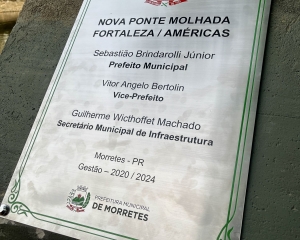 NOVA PONTE MOLHADA
FORTALEZA / AMÉRICAS
Sebastião Brindarolli Júnior
Prefeito Municipal
Vitor Angelo Bertolin
Vice-Prefeito
Guilherme Wicthoffet Machado
Secretário Municipal de Infraestrutura
Morretes - PR
Gestão – 2020 / 2024
PREFEITURA MUNICIPAL
DE MORRETES